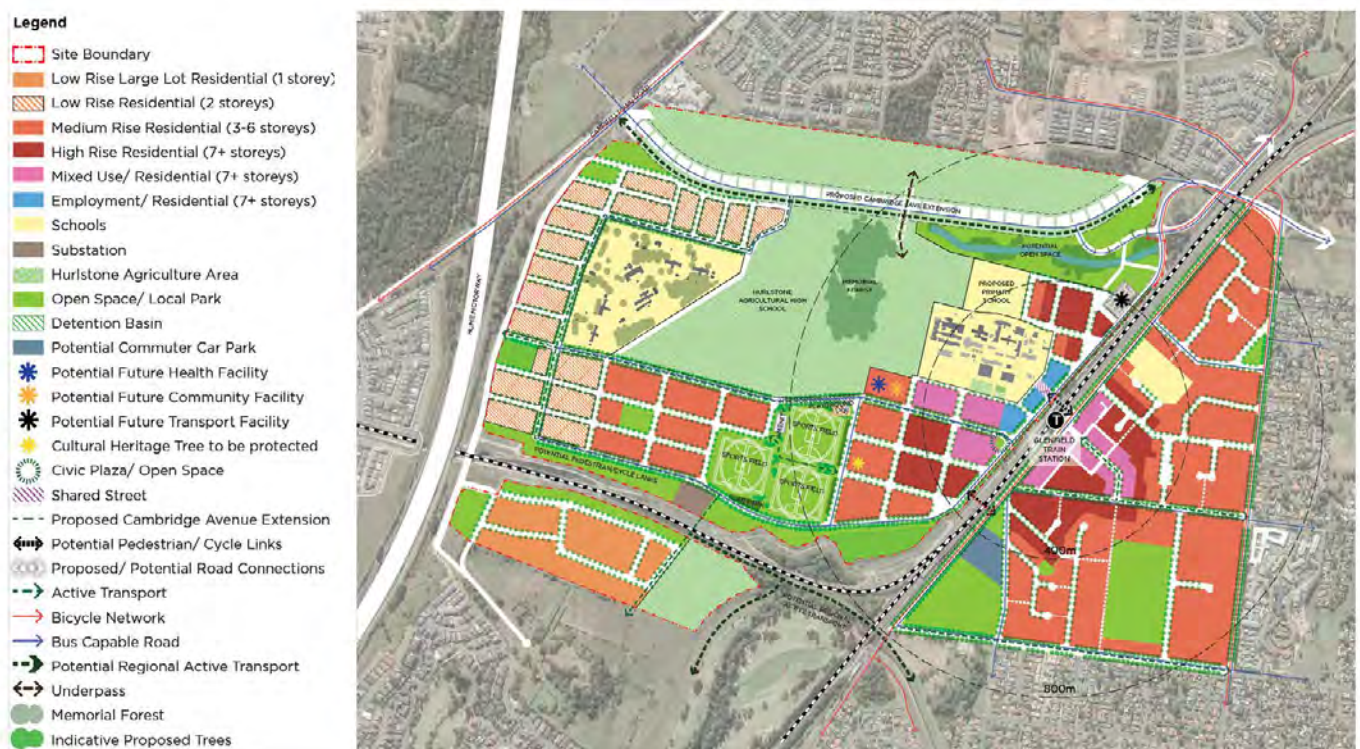 Legend
Site Boundary
Low Rise Large Lot Residential (1 storey)
Low Rise Residential (2 storeys)
Medium Rise Residential (3-6 storeys)
High Rise Residential (7+ storeys)
Mixed Use/ Residential (7+ storeys)
Employment/ Residential (7+ storeys)
Schools
Substation
Hurlstone Agriculture Area
Open Space/ Local Park
Detention Basin
Potential Commuter Car Park
Potential Future Health Facility
Potential Future Community Facility
Potential Future Transport Facility
Cultural Heritage Tree to be protected
Civic Plaza/ Open Space
Shared Street
Proposed Cambridge Avenue Extension
Potential Pedestrian/ Cycle Links
Proposed/ Potential Road Connections
Active Transport
Bicycle Network
Bus Capable Road
Potential Regional Active Transport
Underpass
Memorial Forest
Indicative Proposed Trees
HUME MOTORWAY
PROPOSED CAMBRIDGE AVE EXTENSION
POTENTIAL
OPEN SPACE
HURLSTONE
AGRICULTURAL HIGH
SCHOOL
MEMORIAL
FOREST
PROPOSED
PRIMARY
SCHOOL
T
GLENFIELD
TRAIN
STATION
SPORTS FIELD
SPORTS FIELD
SPORTS FIELD
POTENTIAL PEDESTRIAN/CYCLE LINKS
400m
800m